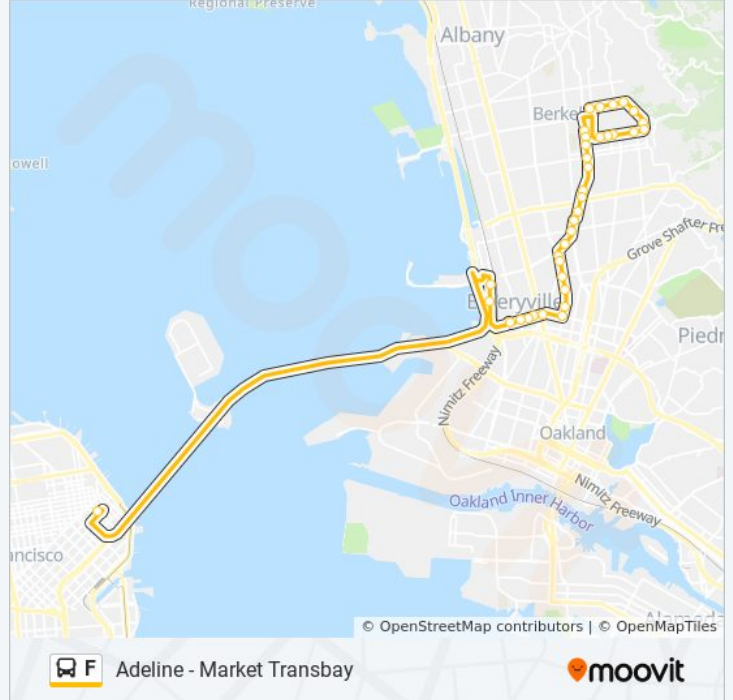 Regional Preserve
Albany
Berke
owell
Grove Shafter Fre
Emeryville
Piedr
Nimitz Freeway
Oakland
Nimitz Freeway
Oakland Inner Harbor
ancisco
Alameda
© OpenStreetMap contributors | © OpenMapTiles
F Adeline - Market Transbay
moovit